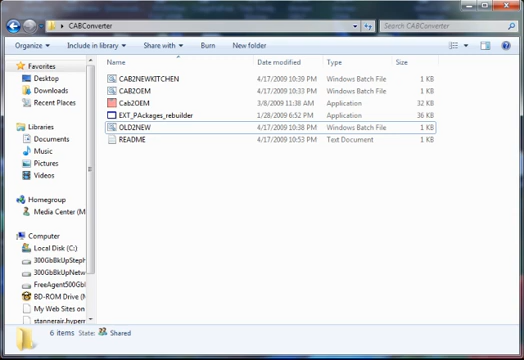 CABConverter
Search CABConverter
Organize Include in library Share with Burn New folder
Name Date modified Type Size
CAB2NEWKITCHEN 4/17/2009 10:39 PM Windows Batch File 1 KB
CAB2OEM 4/17/2009 10:33 PM Windows Batch File 1 KB
Cab2OEM 3/8/2009 11:38 AM Application 32 KB
EXT_PAckages_rebuilder 1/28/2009 6:52 PM Application 36 KB
OLD2NEW 4/17/2009 10:38 PM Windows Batch File 1 KB
README 4/17/2009 10:53 PM Text Document 1 KB
Favorites
Desktop
Downloads
Recent Places
Libraries
Documents
Music
Pictures
Videos
Homegroup
Media Center (M
Computer
Local Disk (C:)
300GbBkUpSteph
300GbBkUpNetw
FreeAgent500Gbl
BD-ROM Drive (M
My Web Sites on
stannerair.hyperm
6 items State: Shared